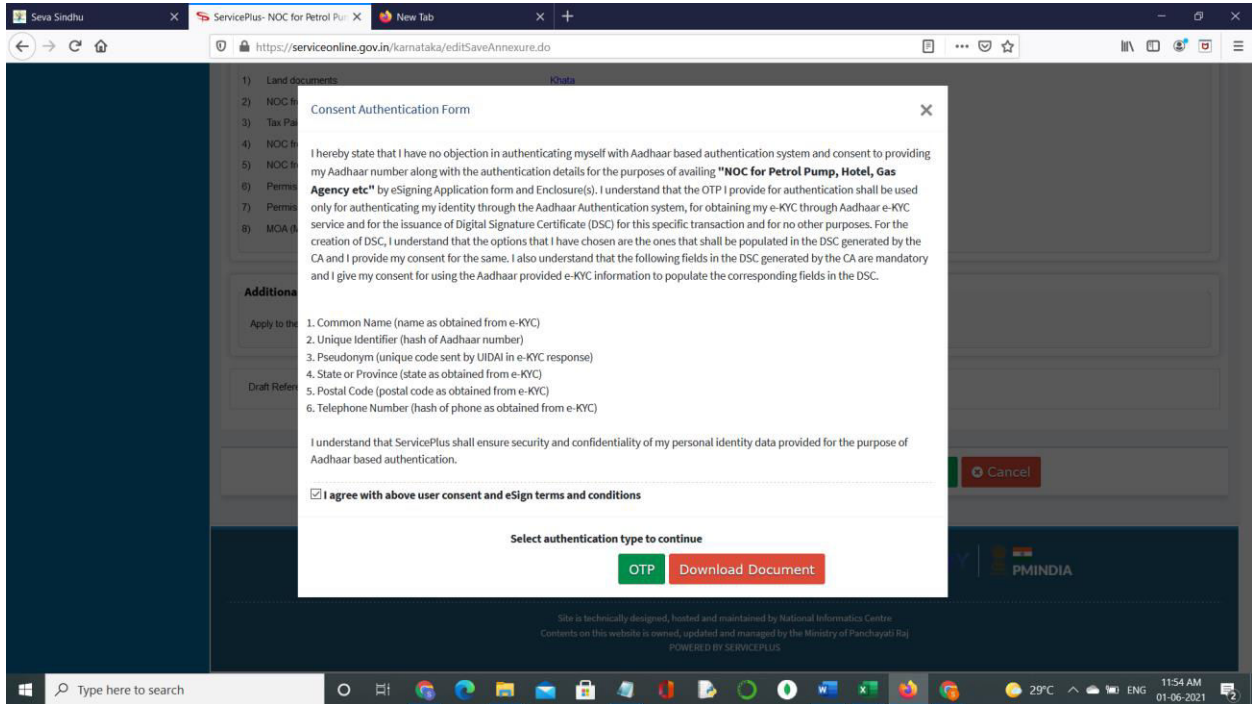 Seva Sindhu
ServicePlus- NOC for Petrol Pu
New Tab
https://serviceonline.gov.in/karnataka/editSaveAnnexure.do
1) Land documents Khata
2) NOC
3) Tax Pai
4) NOC
5) NOC
6) Permis
7) Permis
8) MOA
Consent Authentication Form
I hereby state that I have no objection in authenticating myself with Aadhaar based authentication system and consent to providing
my Aadhaar number along with the authentication details for the purposes of availing "NOC for Petrol Pump, Hotel, Gas
Agency etc" by eSigning Application form and Enclosure(s). I understand that the OTP I provide for authentication shall be used
only for authenticating my identity through the Aadhaar Authentication system, for obtaining my e-KYC through Aadhaar e-KYC
service and for the issuance of Digital Signature Certificate (DSC) for this specific transaction and for no other purposes. For the
creation of DSC, I understand that the options that I have chosen are the ones that shall be populated in the DSC generated by the
CA and I provide my consent for the same. I also understand that the following fields in the DSC generated by the CA are mandatory
and I give my consent for using the Aadhaar provided e-KYC information to populate the corresponding fields in the DSC.
Additiona
Apply to the
1. Common Name (name as obtained from e-KYC)
2. Unique Identifier (hash of Aadhaar number)
3. Pseudonym (unique code sent by UIDAI in e-KYC response)
4. State or Province (state as obtained from e-KYC)
5. Postal Code (postal code as obtained from e-KYC)
6. Telephone Number (hash of phone as obtained from e-KYC)
Draft Refere
I understand that ServicePlus shall ensure security and confidentiality of my personal identity data provided for the purpose of
Aadhaar based authentication.
Cancel
I agree with above user consent and eSign terms and conditions
Select authentication type to continue
OTP Download Document
PMINDIA
Site is technically designed, hosted and maintained by National Informatics Centre
Contents on this website is owned, updated and managed by the Ministry of Panchayati Raj
POWERED BY SERVICEPLUS
Type here to search
29°C ENG 11:54 AM
01-06-2021